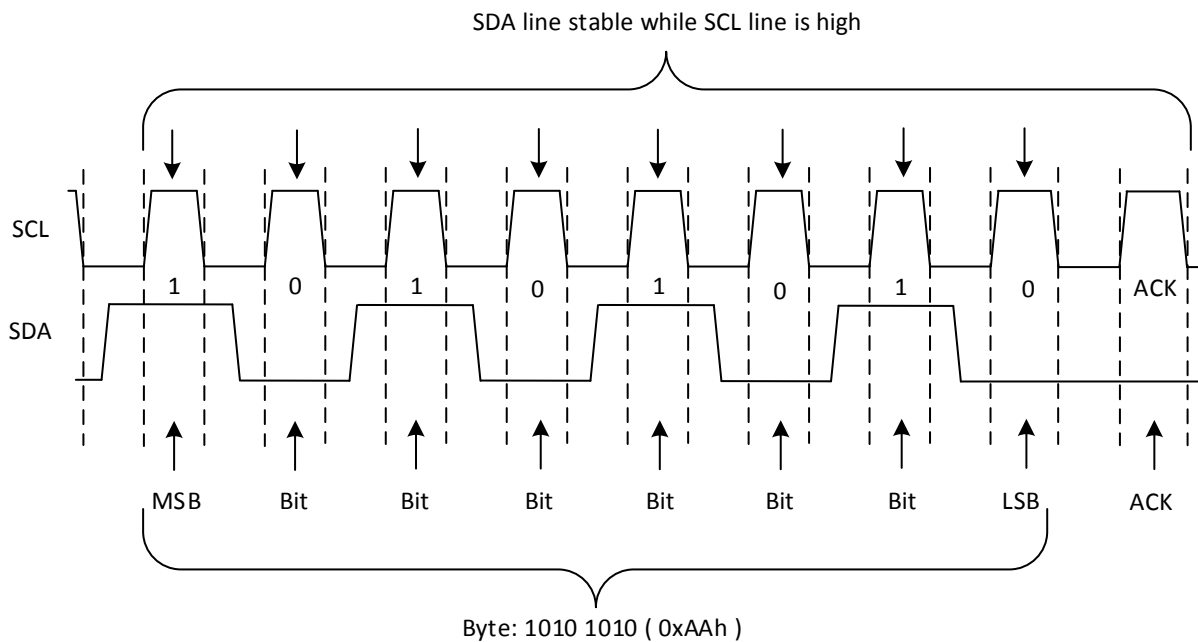 SDA line stable while SCL line is high
SCL
1 0 1 0 1 0 1 0 ACK
SDA
MSB Bit Bit Bit Bit Bit Bit LSB ACK
Byte: 1010 1010 ( 0xAAh )